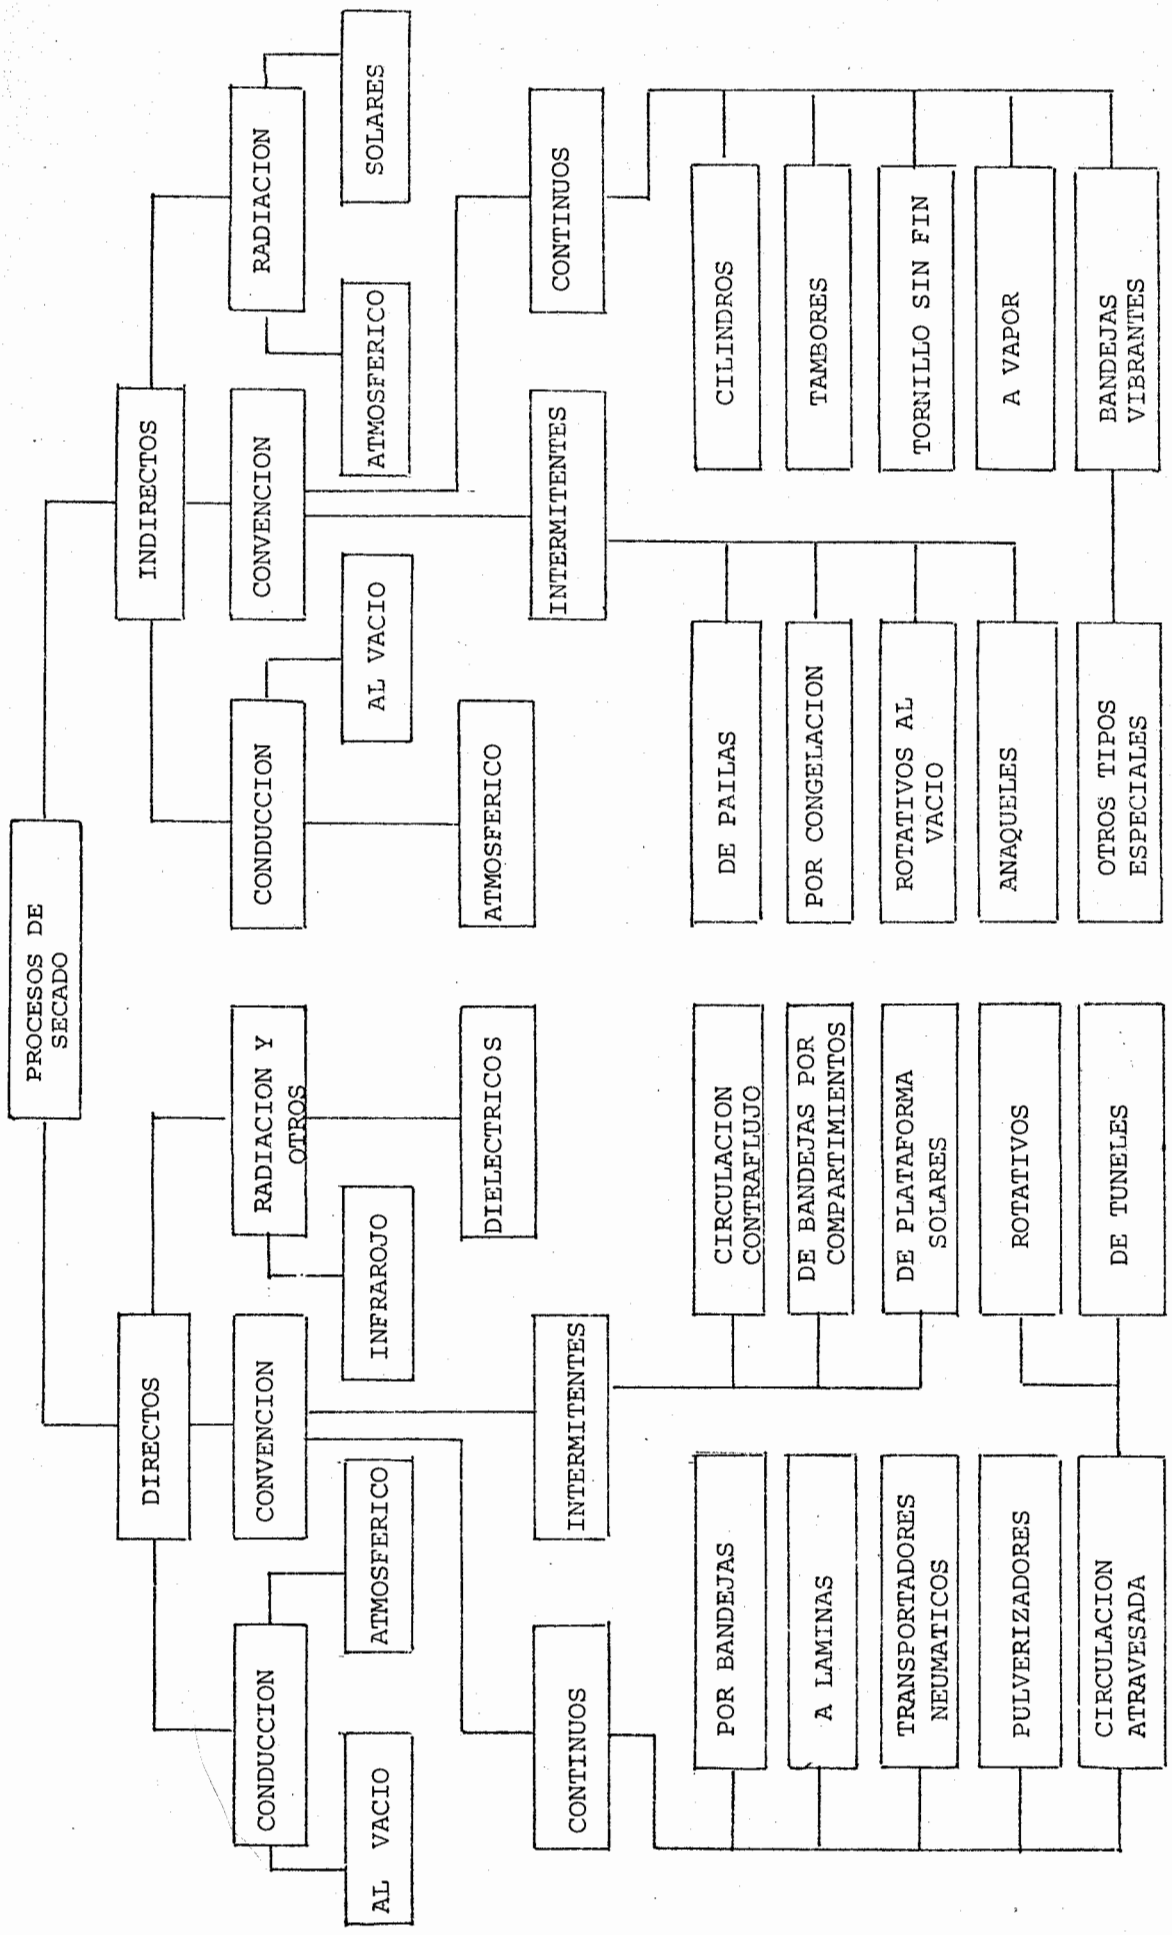 PROCESOS DE
SECADO
DIRECTOS
INDIRECTOS
CONDUCCION
CONVENCION
RADIACION Y
OTROS
CONDUCCION
CONVENCION
RADIACION
AL VACIO
ATMOSFERICO
INFRAROJO
AL VACIO
ATMOSFERICO
SOLARES
DIELECTRICOS
ATMOSFERICO
CONTINUOS
INTERMITENTES
INTERMITENTES
CONTINUOS
POR BANDEJAS
CIRCULACION
CONTRAFLUJO
DE PAILAS
CILINDROS
A LAMINAS
DE BANDEJAS POR
COMPARTIMIENTOS
POR CONGELACION
TAMBORES
TRANSPORTADORES
NEUMATICOS
DE PLATAFORMA
SOLARES
ROTATIVOS AL
VACIO
TORNILLO SIN FIN
PULVERIZADORES
ROTATIVOS
ANAQUELES
A VAPOR
CIRCULACION
ATRAVESADA
DE TUNELES
OTROS TIPOS
ESPECIALES
BANDEJAS
VIBRANTES